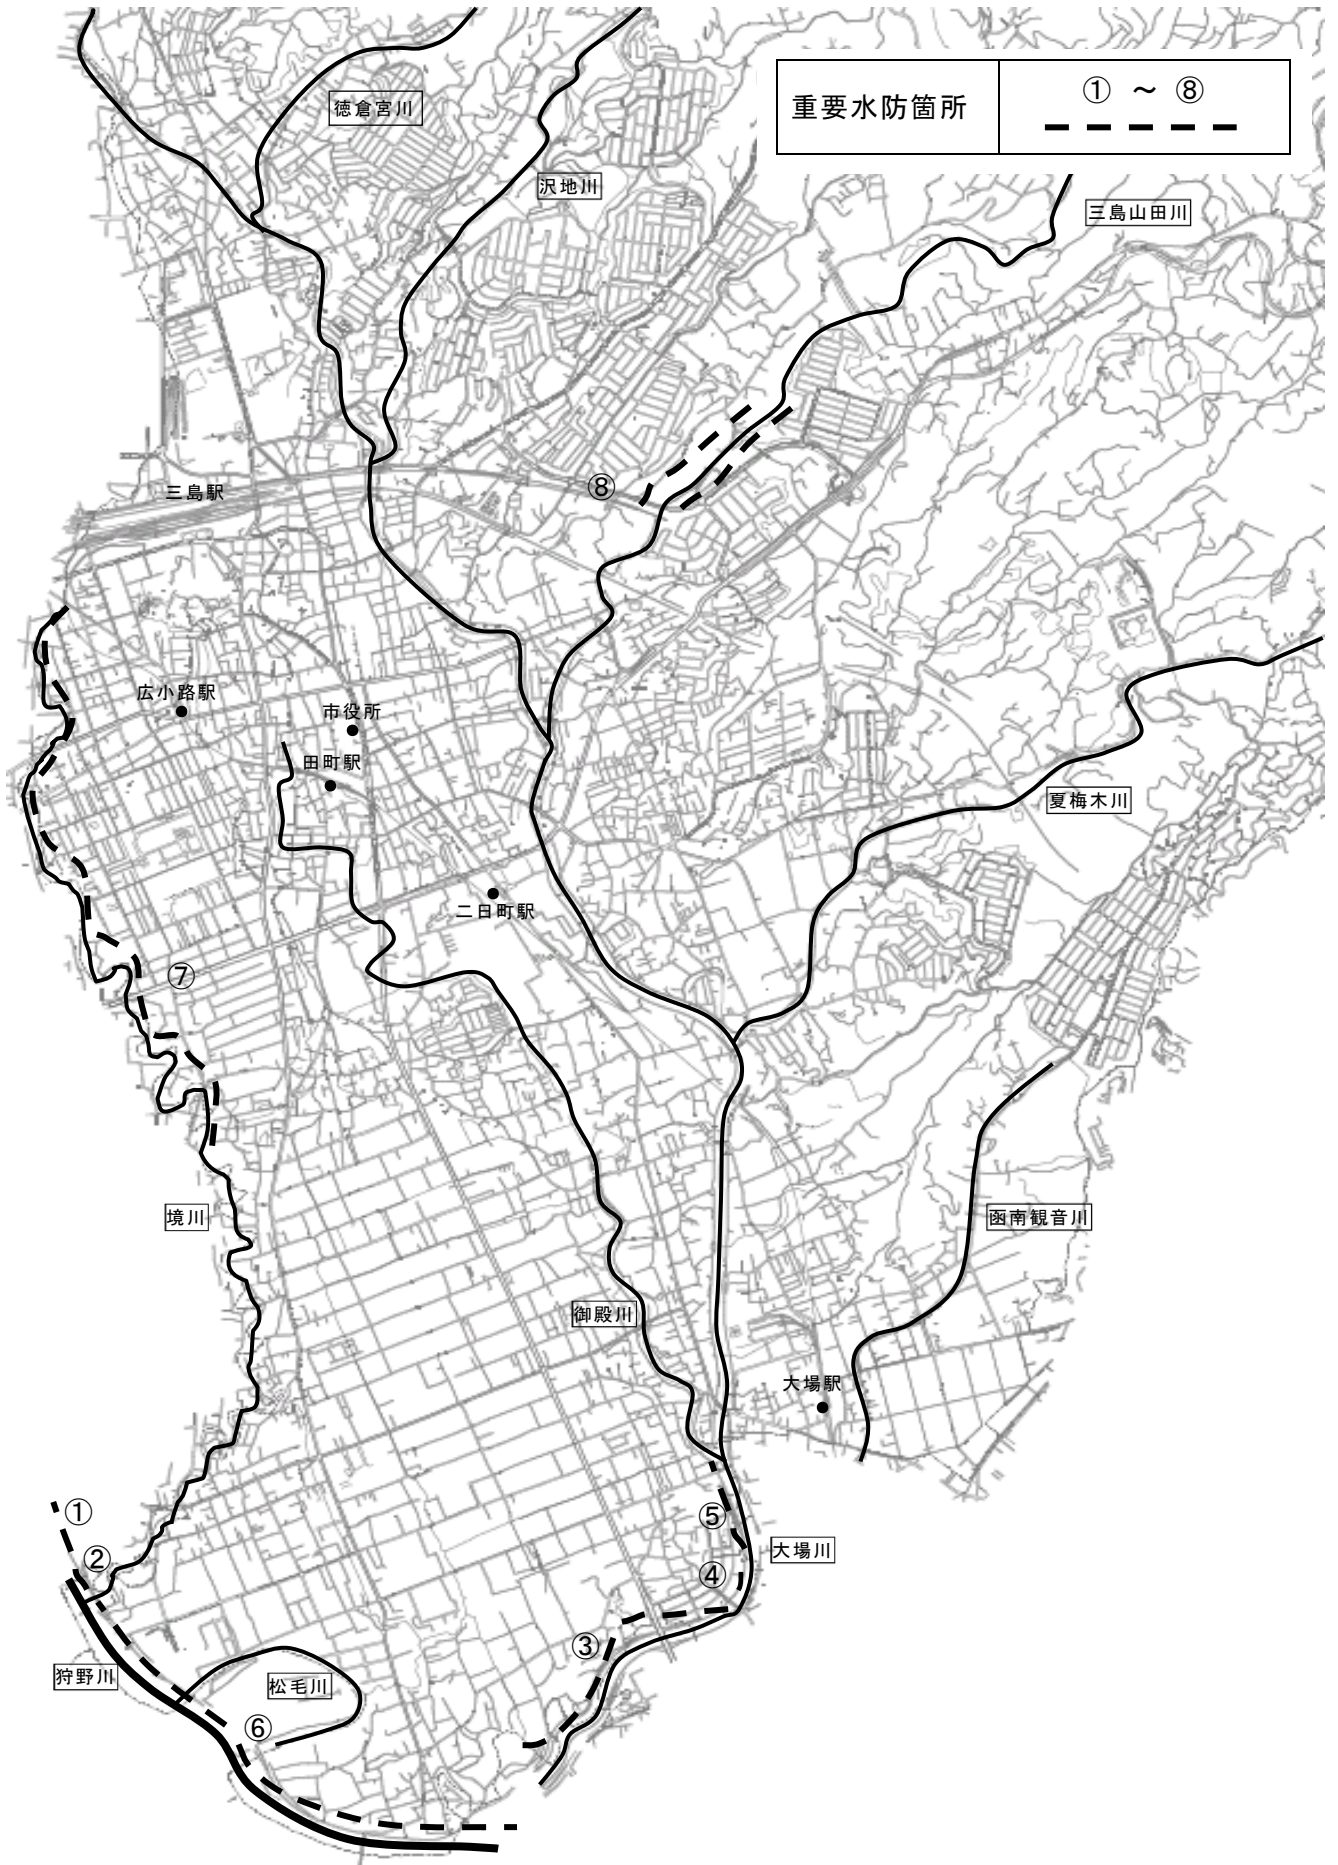 徳倉宮川
重要水防箇所
① ～ ⑧
沢地川
三島山田川
三島駅
⑧
広小路駅
市役所
田町駅
夏梅木川
二日町駅
⑦
境川
函南観音川
御殿川
大場駅
①
⑤
大場川
②
④
③
狩野川
松毛川
⑥